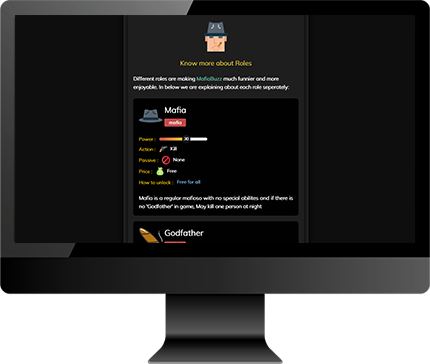 Know more about Roles
Different roles are making MafiaBuzz much funnier and more
enjoyable, In below we are explaining about each role seperately:
Mafia
mafia
Power : 30
Action : Kill
Passive : None
Price : Free
How to unlock : Free for all
Mafia is a regular mafioso with no special abilites and if there is
no 'Godfather' in game, May kill one person at night
Godfather